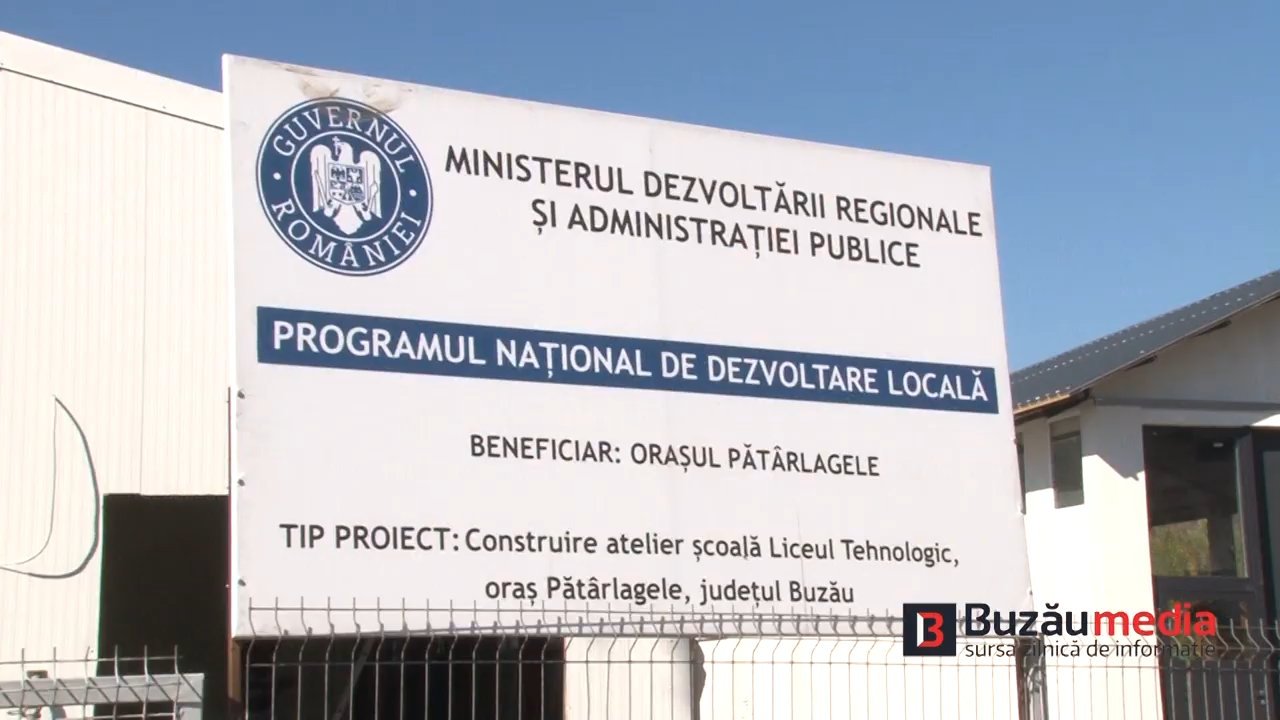 GUVERNUL ROMÂNIEI
MINISTERUL DEZVOLTĂRII REGIONALE
ȘI ADMINISTRAȚIEI PUBLICE
PROGRAMUL NAȚIONAL DE DEZVOLTARE LOCALĂ
BENEFICIAR: ORAȘUL PĂTÂRLAGELE
TIP PROIECT: Construire atelier școală Liceul Tehnologic,
oraș Pătârlagele, județul Buzău
B Buzăumedia
sursa zilnică de informație